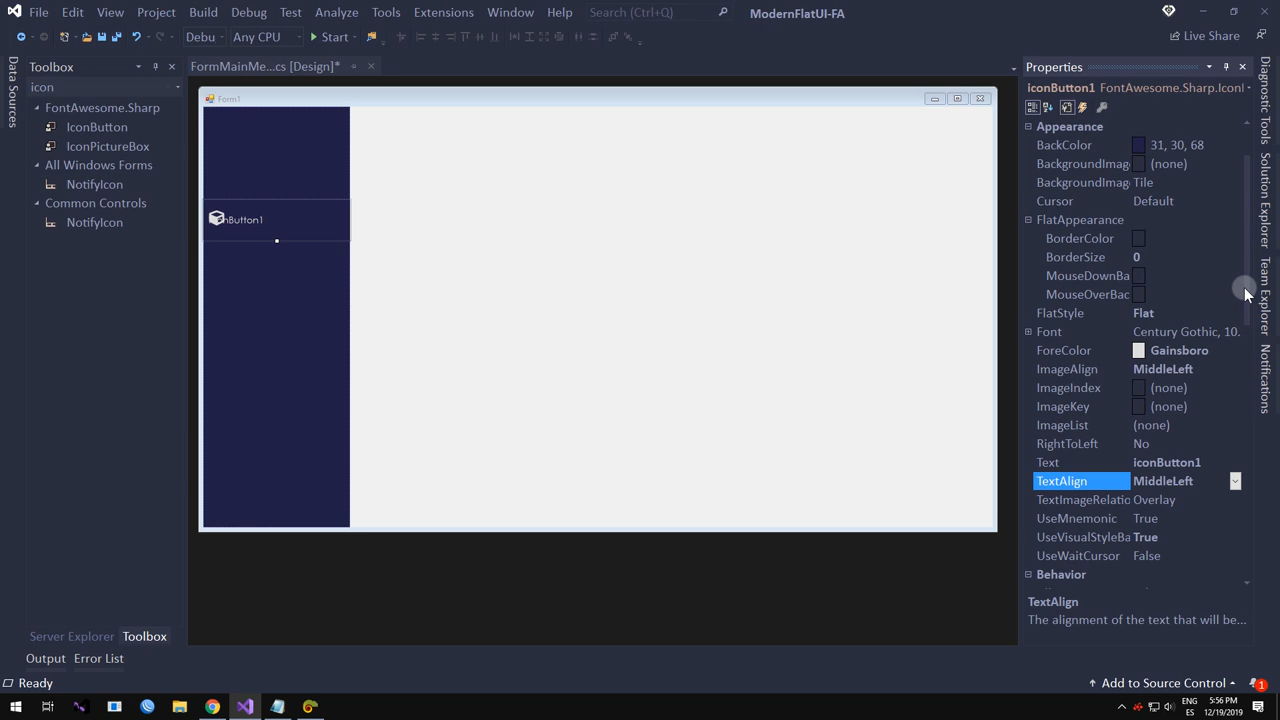 File Edit View Project Build Debug Test Analyze Tools Extensions Window Help Search (Ctrl+Q) ModernFlatUI-FA
Debu Any CPU Start Live Share
Data Sources
Toolbox
icon
FontAwesome.Sharp
IconButton
IconPictureBox
All Windows Forms
NotifyIcon
Common Controls
NotifyIcon
Server Explorer Toolbox
Output Error List
FormMainMe...cs [Design]*
Form1
nButton1
Properties
iconButton1 FontAwesome.Sharp.Icon
Appearance
BackColor 31, 30, 68
BackgroundImag (none)
BackgroundImag Tile
Cursor Default
FlatAppearance
BorderColor
BorderSize 0
MouseDownBa
MouseOverBac
FlatStyle Flat
Font Century Gothic, 10.
ForeColor Gainsboro
ImageAlign MiddleLeft
ImageIndex (none)
ImageKey (none)
ImageList (none)
RightToLeft No
Text iconButton1
TextAlign MiddleLeft
TextImageRelatio Overlay
UseMnemonic True
UseVisualStyleBa True
UseWaitCursor False
Behavior
TextAlign
The alignment of the text that will be...
Diagnostic Tools
Solution Explorer
Team Explorer
Notifications
Ready Add to Source Control 1
ENG
ES
5:56 PM
12/19/2019